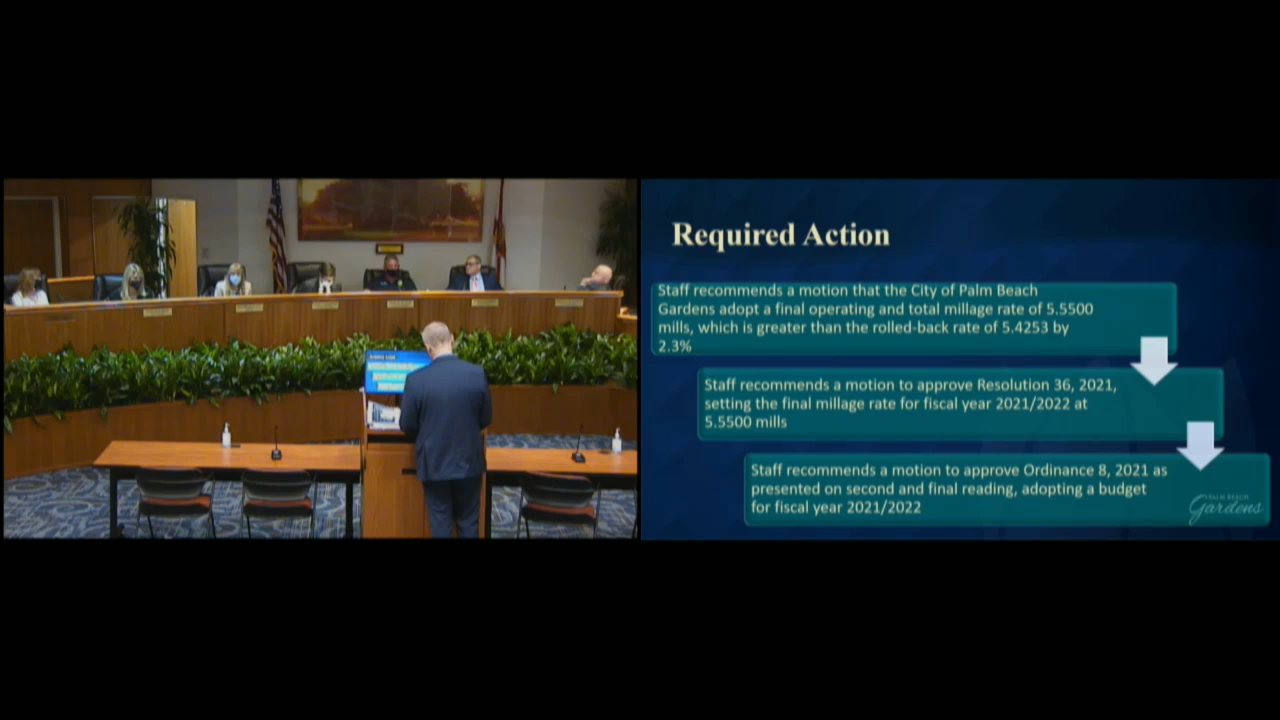 Required Action
Staff recommends a motion that the City of Palm Beach
Gardens adopt a final operating and total millage rate of 5.5500
mills, which is greater than the rolled-back rate of 5.4253 by
2.3%
Staff recommends a motion to approve Resolution 36, 2021,
setting the final millage rate for fiscal year 2021/2022 at
5.5500 mills
Staff recommends a motion to approve Ordinance 8, 2021 as
presented on second and final reading, adopting a budget
for fiscal year 2021/2022
PALM BEACH
Gardens